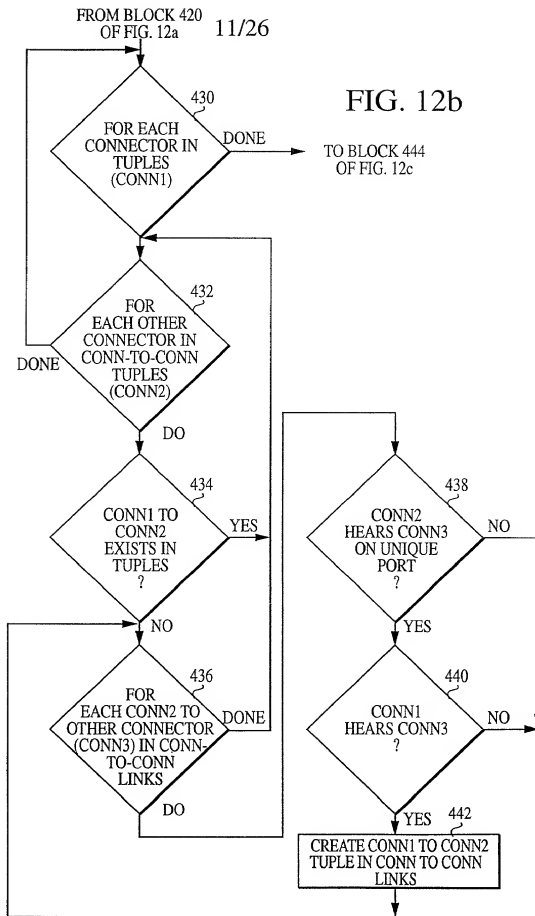 FROM BLOCK 420
OF FIG. 12a
11/26
FIG. 12b
430
FOR EACH
CONNECTOR IN
TUPLES
(CONN1)
DONE
TO BLOCK 444
OF FIG. 12c
432
FOR
EACH OTHER
CONNECTOR IN
CONN-TO-CONN
TUPLES
(CONN2)
DONE
DO
434
CONN1 TO
CONN2
EXISTS IN
TUPLES
?
YES
NO
436
FOR
EACH CONN2 TO
OTHER CONNECTOR
(CONN3) IN CONN-
TO-CONN
LINKS
DONE
DO
438
CONN2
HEARS CONN3
ON UNIQUE
PORT
?
NO
YES
440
CONN1
HEARS CONN3
?
NO
YES
442
CREATE CONN1 TO CONN2
TUPLE IN CONN TO CONN
LINKS